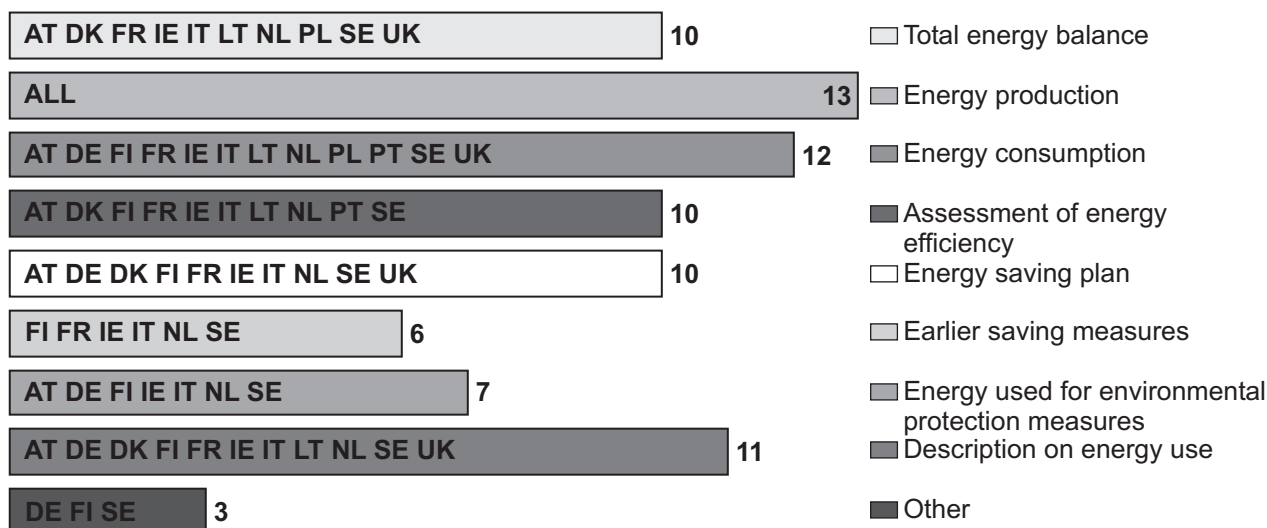 AT DK FR IE IT LT NL PL SE UK 10 Total energy balance
ALL 13 Energy production
AT DE FI FR IE IT LT NL PL PT SE UK 12 Energy consumption
AT DK FI FR IE IT LT NL PT SE 10 Assessment of energy
efficiency
AT DE DK FI FR IE IT NL SE UK 10 Energy saving plan
FI FR IE IT NL SE 6 Earlier saving measures
AT DE FI IE IT NL SE 7 Energy used for environmental
protection measures
AT DE DK FI FR IE IT LT NL SE UK 11 Description on energy use
DE FI SE 3 Other